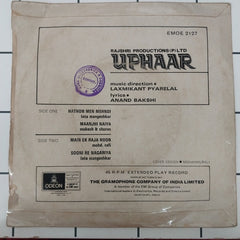 EMOE 2127
RAJSHRI PRODUCTIONS (P) LTD
UPHAAR
music direction •
LAXMIKANT PYARELAL
lyrics •
ANAND BAKSHI
SIDE ONE
HATHON MEN MEHNDI
lata mangeshkar
MAANJHI NAIYA
mukesh & chorus
SIDE TWO
MAIN EK RAJA HOON
mohd. rafi
SOONI RE NAGARIYA
lata mangeshkar
ODEON
45 R.P.M EXTENDED PLAY RECORD
THE GRAMOPHONE COMPANY OF INDIA LIMITED